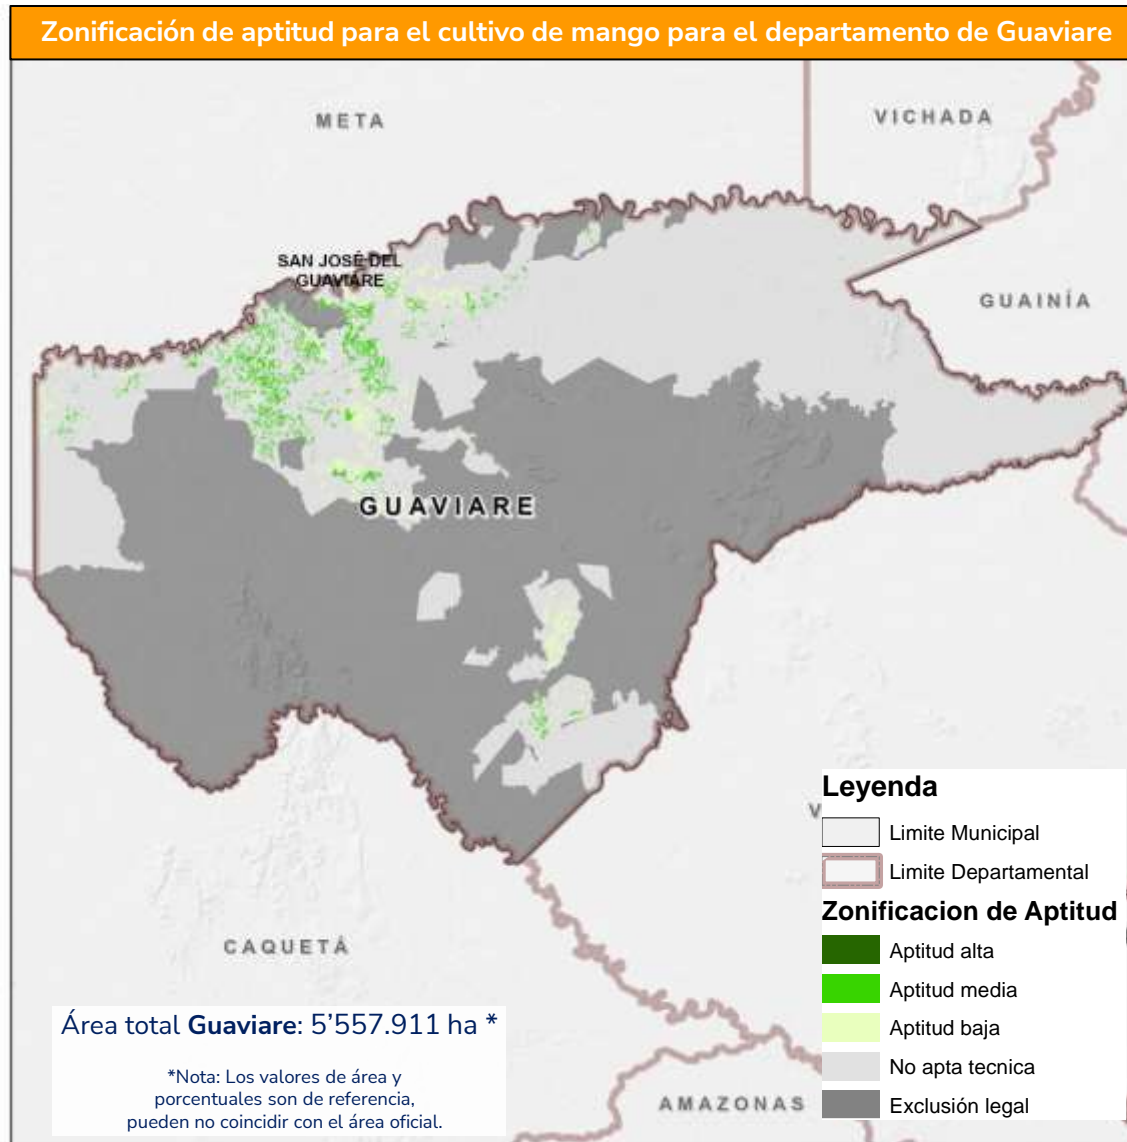 Zonificación de aptitud para el cultivo de mango para el departamento de Guaviare
META
VICHADA
SAN JOSÉ DEL
GUAVIARE
GUAINÍA
GUAVIARE
CAQUETÁ
AMAZONAS
V
Leyenda
Limite Municipal
Limite Departamental
Zonificacion de Aptitud
Aptitud alta
Aptitud media
Aptitud baja
No apta tecnica
Exclusión legal
Área total Guaviare: 5’557.911 ha *
*Nota: Los valores de área y
porcentuales son de referencia,
pueden no coincidir con el área oficial.